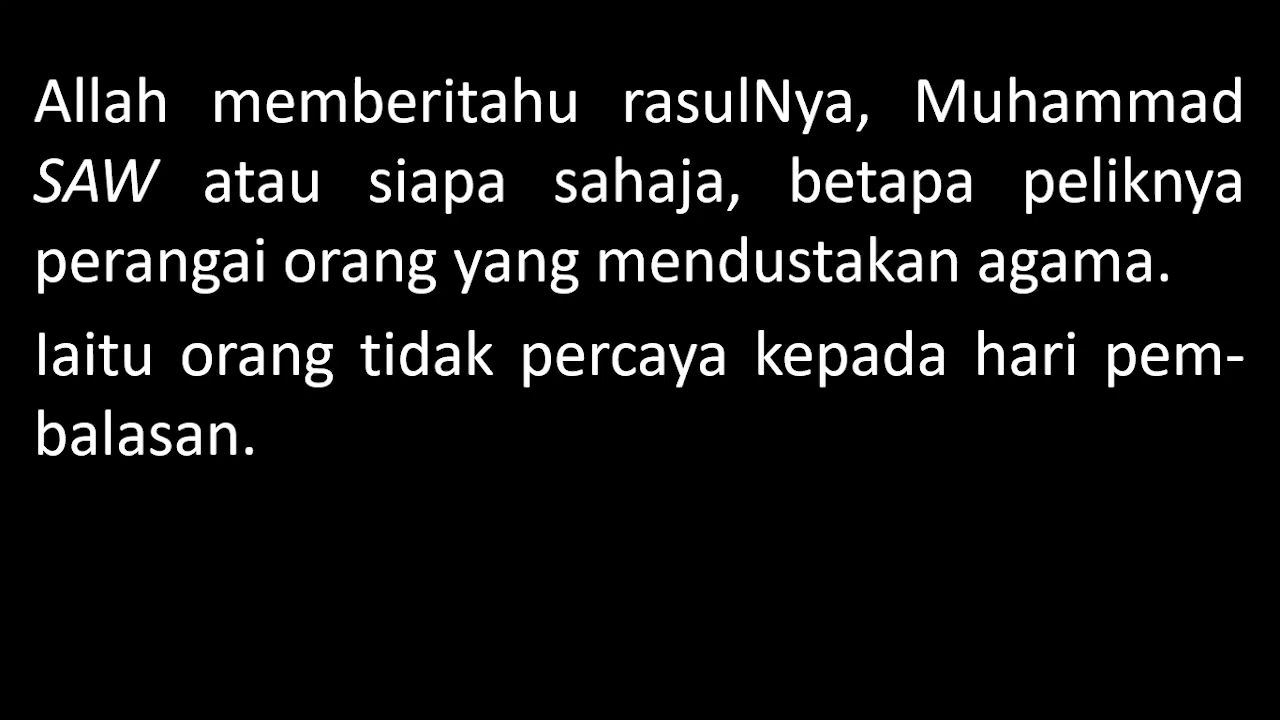 Allah memberitahu rasulNya, Muhammad
SAW atau siapa sahaja, betapa peliknya
perangai orang yang mendustakan agama.
Iaitu orang tidak percaya kepada hari pem-
balasan.